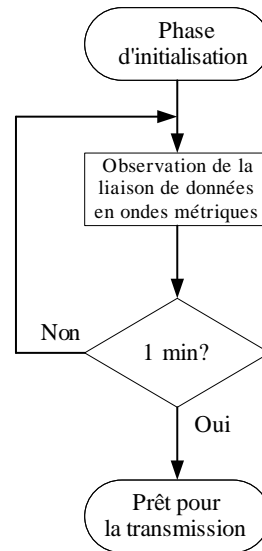 Phase
d'initialisation
Observation de la
liaison de données
en ondes métriques
Non
1 min?
Oui
Prêt pour
la transmission